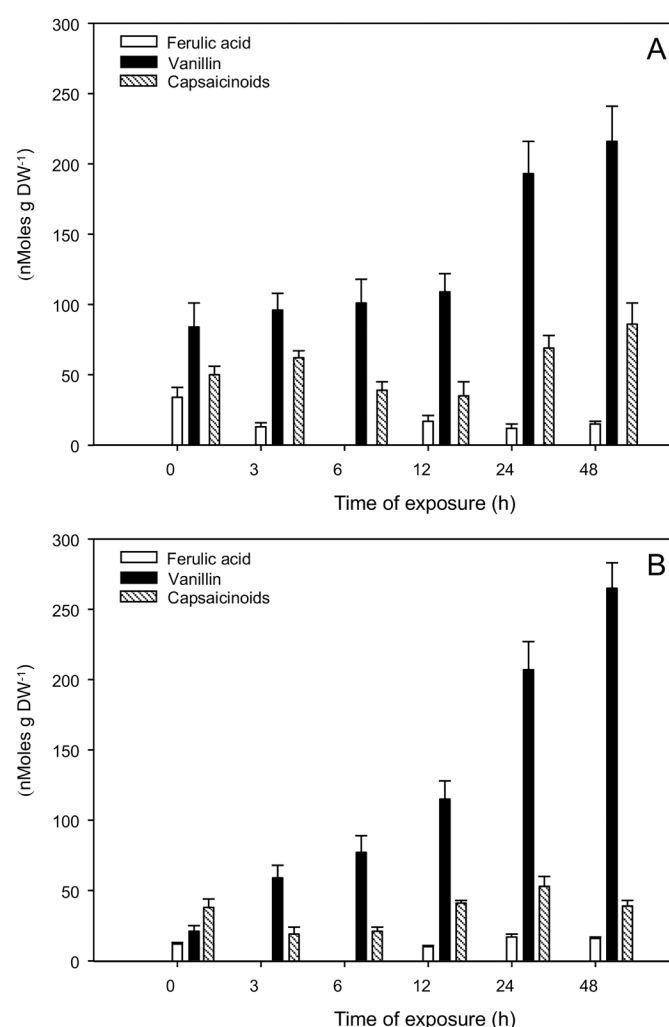 A
Ferulic acid
Vanillin
Capsaicinoids
(nMoles g DW⁻¹)
300
250
200
150
100
50
0
0 3 6 12 24 48
Time of exposure (h)
B
Ferulic acid
Vanillin
Capsaicinoids
(nMoles g DW⁻¹)
300
250
200
150
100
50
0
0 3 6 12 24 48
Time of exposure (h)